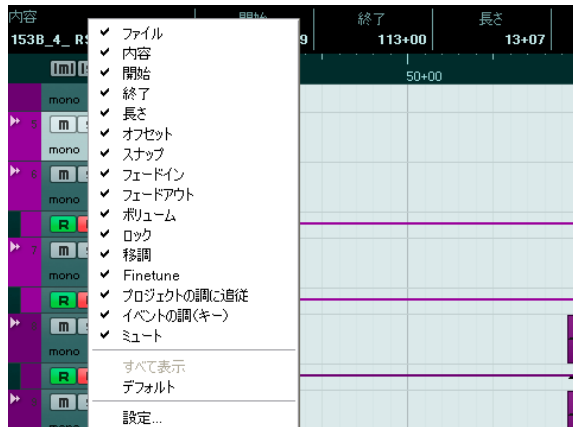 内容 開始 終了 長さ
153B_4_ RS 9 113+00 13+07
m 50+00
mono
5 m
mono
6 m
mono
R
7 m
mono
R
m
mono
R
m
ファイル
内容
開始
終了
長さ
オフセット
スナップ
フェードイン
フェードアウト
ボリューム
ロック
移調
Finetune
プロジェクトの調に追従
イベントの調(キー)
ミュート
すべて表示
デフォルト
設定...